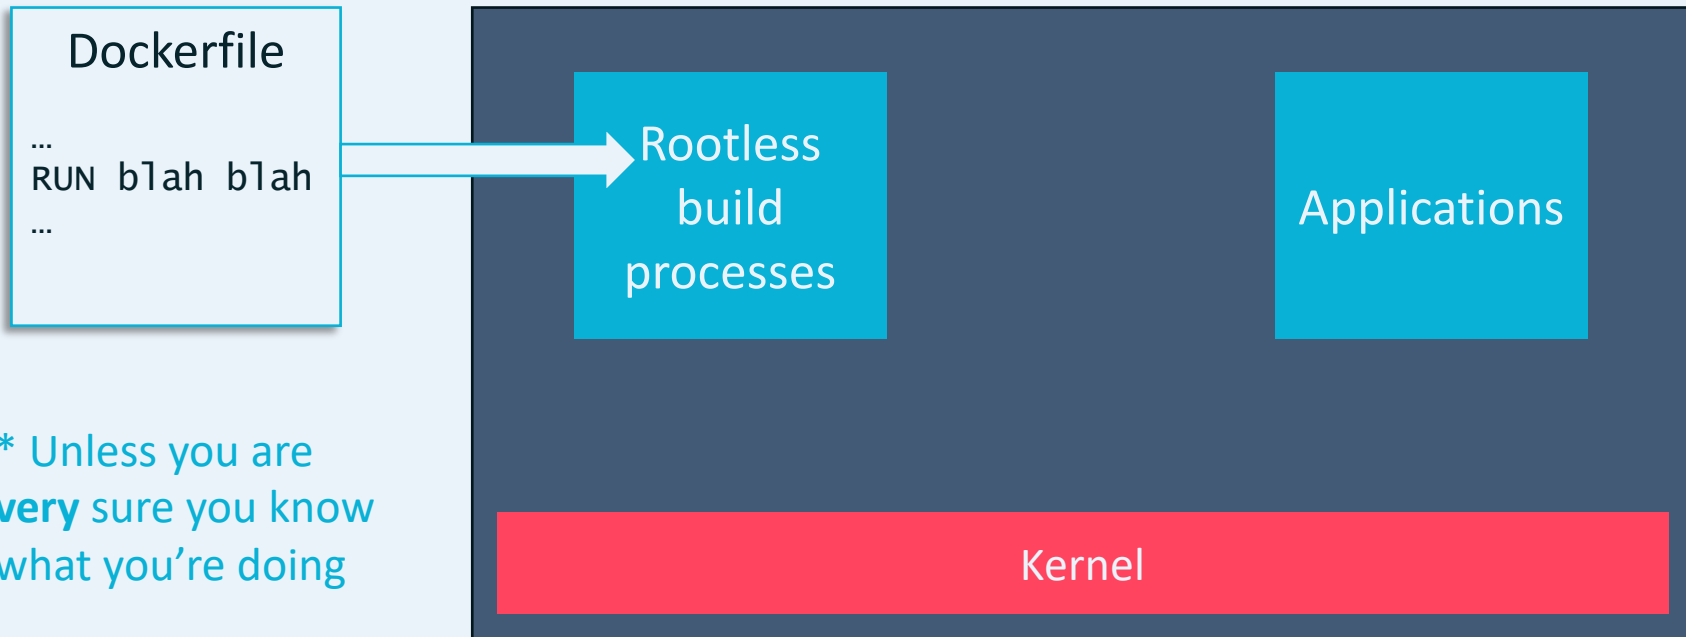 Dockerfile
…
RUN blah blah
…
Rootless
build
processes
Applications
* Unless you are
very sure you know
what you’re doing
Kernel